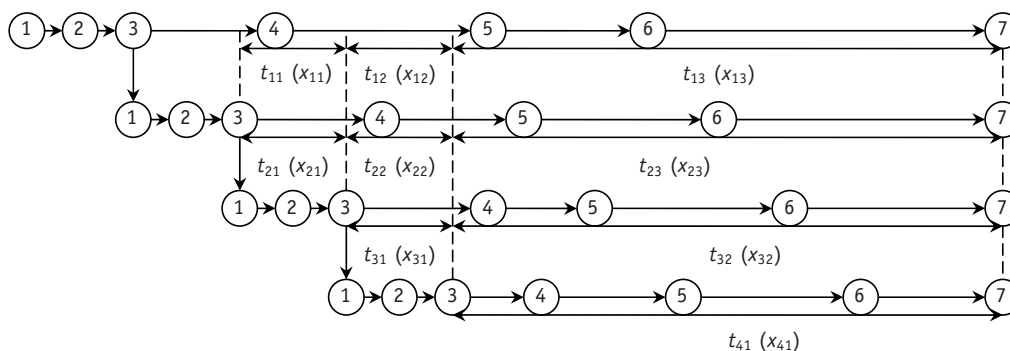 1 2 3 4 5 6 7
t11 (x11) t12 (x12) t13 (x13)
1 2 3 4 5 6 7
t21 (x21) t22 (x22) t23 (x23)
1 2 3 4 5 6 7
t31 (x31) t32 (x32)
1 2 3 4 5 6 7
t41 (x41)